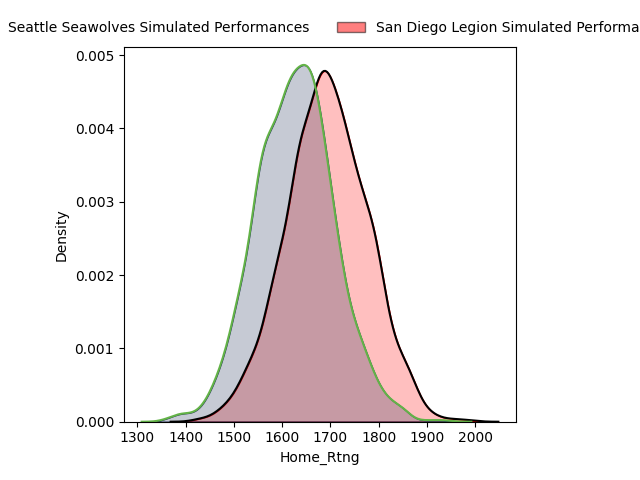 Seattle Seawolves Simulated Performances San Diego Legion Simulated Performa
0.005
0.004
0.003
0.002
0.001
0.000
Density
1300 1400 1500 1600 1700 1800 1900 2000
Home_Rtng